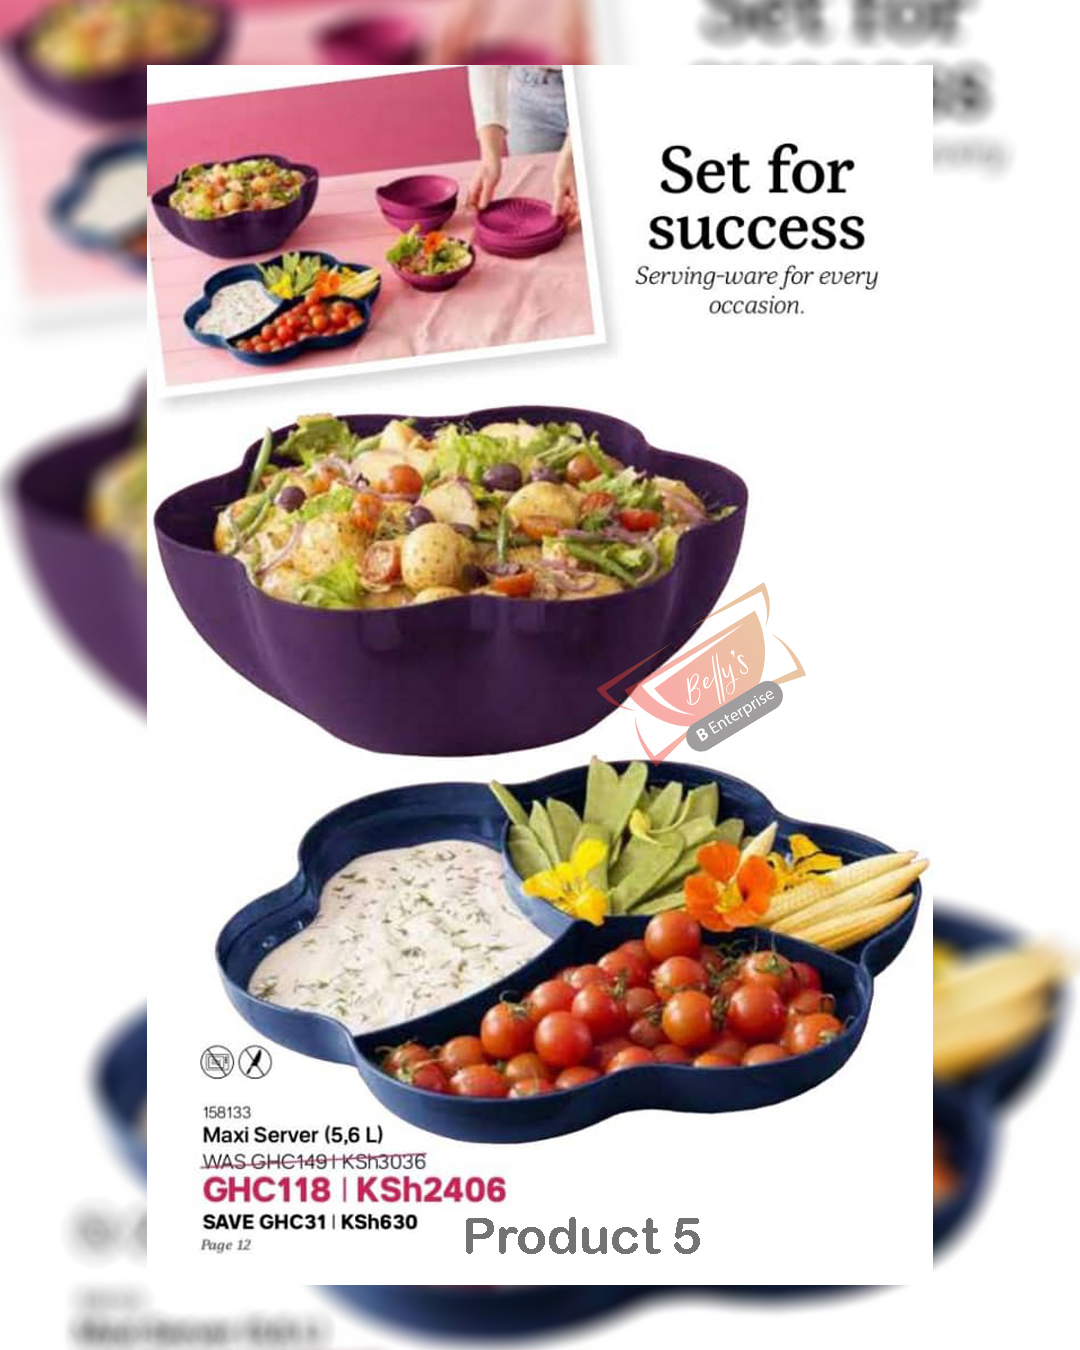 Set for
success
Serving-ware for every
occasion.
Belly's
B Enterprise
158133
Maxi Server (5,6 L)
WAS GHC149 | KSh3036
GHC118 | KSh2406
SAVE GHC31 | KSh630
Page 12
Product 5